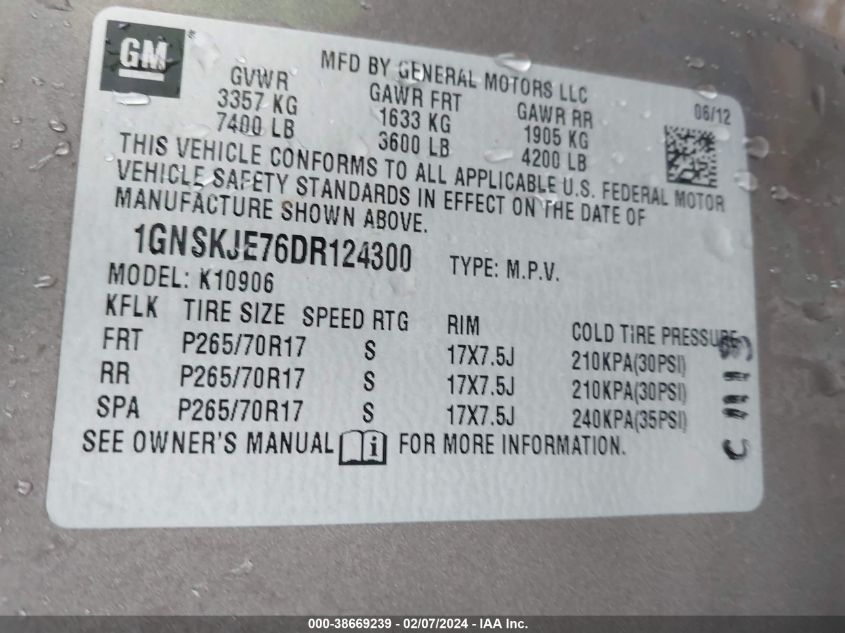 GM
MFD BY GENERAL MOTORS LLC
GVWR GAWR FRT GAWR RR 06/12
3357 KG 1633 KG 1905 KG
7400 LB 3600 LB 4200 LB
THIS VEHICLE CONFORMS TO ALL APPLICABLE U.S. FEDERAL MOTOR
VEHICLE SAFETY STANDARDS IN EFFECT ON THE DATE OF
MANUFACTURE SHOWN ABOVE.
1GNSKJE76DR124300 TYPE: M.P.V.
MODEL: K10906
KFLK TIRE SIZE SPEED RTG RIM COLD TIRE PRESSURE
FRT P265/70R17 S 17X7.5J 210KPA(30PSI)
RR P265/70R17 S 17X7.5J 210KPA(30PSI)
SPA P265/70R17 S 17X7.5J 240KPA(35PSI)
SEE OWNER'S MANUAL i FOR MORE INFORMATION.
000-38669239 - 02/07/2024 - IAA Inc.